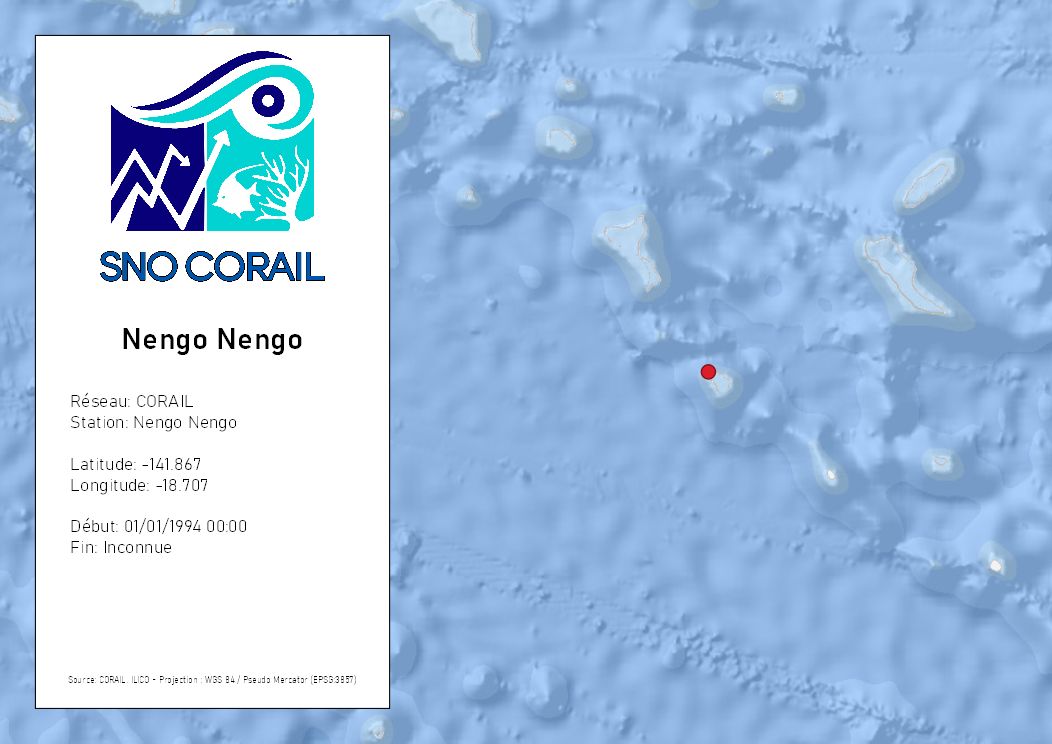 SNO CORAIL
Nengo Nengo
Réseau: CORAIL
Station: Nengo Nengo
Latitude: -141.867
Longitude: -18.707
Début: 01/01/1994 00:00
Fin: Inconnue
Source: CORAIL, ILICO - Projection : WGS 84 / Pseudo Mercator (EPSG:3857)